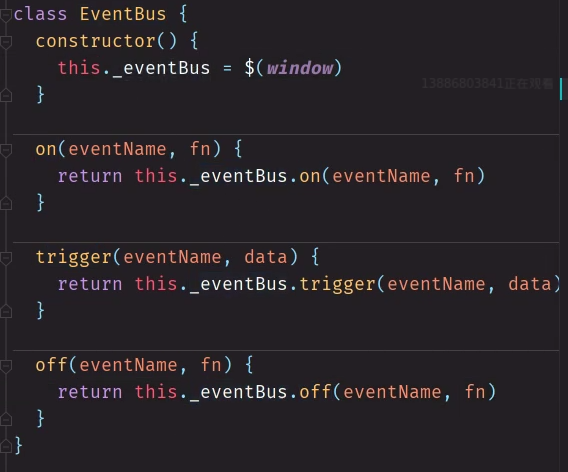 class EventBus {
constructor() {
this._eventBus = $(window)
13886803841正在观看
}
on(eventName, fn) {
return this._eventBus.on(eventName, fn)
}
trigger(eventName, data) {
return this._eventBus.trigger(eventName, data)
}
off(eventName, fn) {
return this._eventBus.off(eventName, fn)
}
}